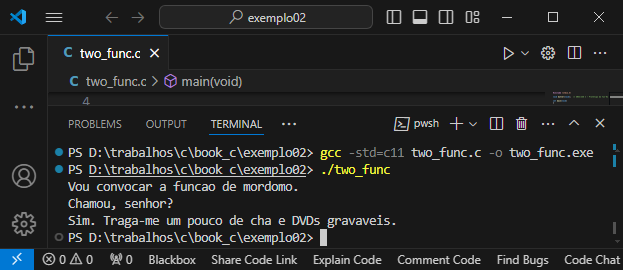 exemplo02
C two_func.c
C two_func.c > main(void)
4
PROBLEMS OUTPUT TERMINAL ··· pwsh
PS D:\trabalhos\c\book_c\exemplo02> gcc -std=c11 two_func.c -o two_func.exe
PS D:\trabalhos\c\book_c\exemplo02> ./two_func
Vou convocar a funcao de mordomo.
Chamou, senhor?
Sim. Traga-me um pouco de cha e DVDs gravaveis.
PS D:\trabalhos\c\book_c\exemplo02>
0 0 0 Blackbox Share Code Link Explain Code Comment Code Find Bugs Code Chat